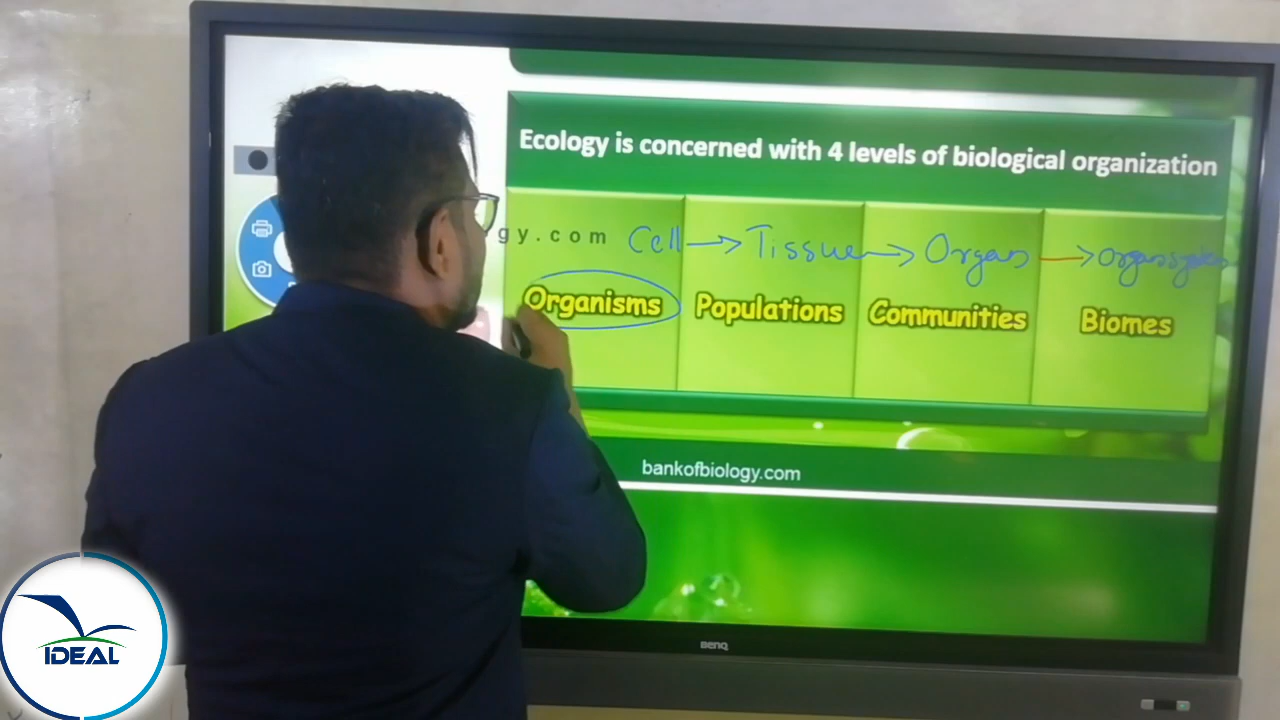 Ecology is concerned with 4 levels of biological organization
gy.com
Cell → Tissue → Organ → Organsystem
Organisms Populations Communities Biomes
bankofbiology.com
BenQ
IDEAL